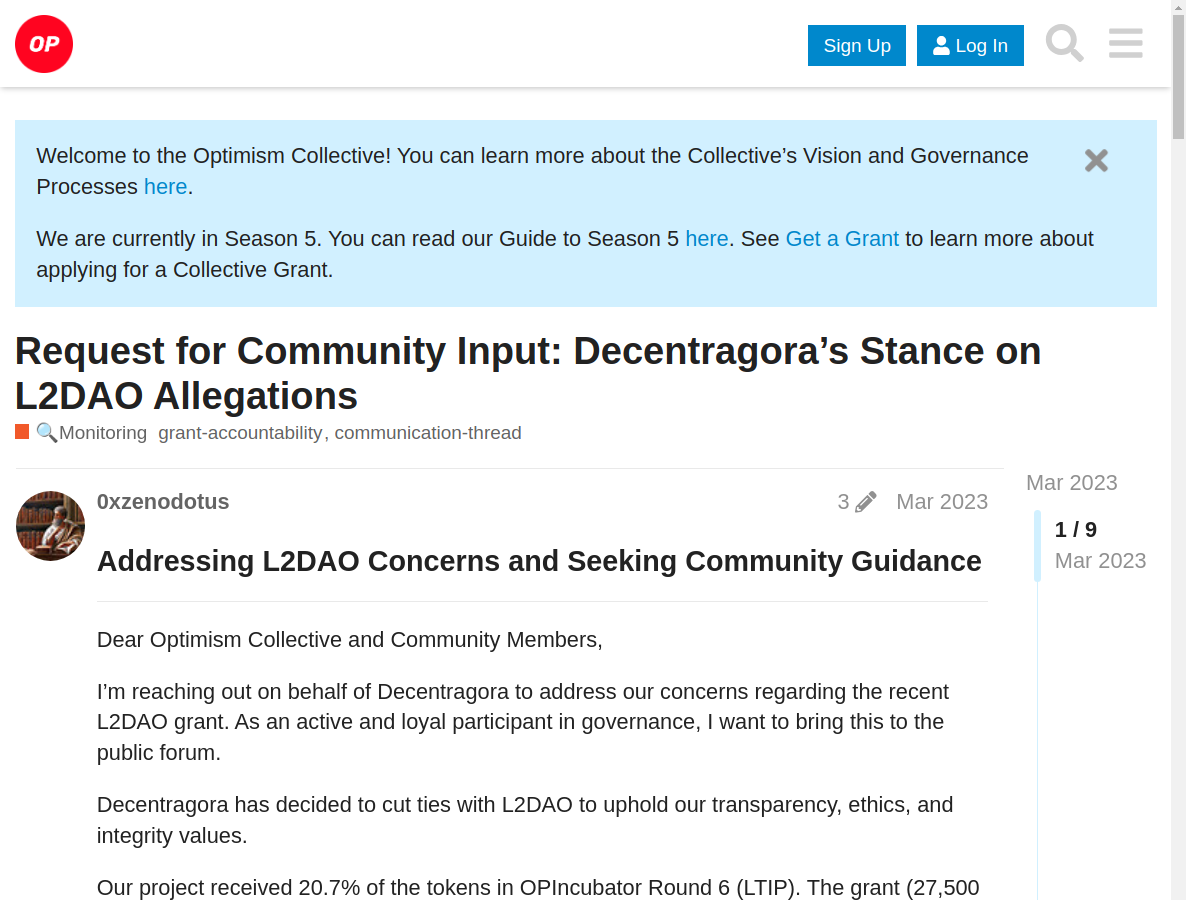 OP
Sign Up
Log In
Welcome to the Optimism Collective! You can learn more about the Collective’s Vision and Governance
Processes here.
We are currently in Season 5. You can read our Guide to Season 5 here. See Get a Grant to learn more about
applying for a Collective Grant.
Request for Community Input: Decentragora’s Stance on
L2DAO Allegations
Monitoring grant-accountability, communication-thread
0xzenodotus
3
Mar 2023
Mar 2023
1 / 9
Mar 2023
Addressing L2DAO Concerns and Seeking Community Guidance
Dear Optimism Collective and Community Members,
I’m reaching out on behalf of Decentragora to address our concerns regarding the recent
L2DAO grant. As an active and loyal participant in governance, I want to bring this to the
public forum.
Decentragora has decided to cut ties with L2DAO to uphold our transparency, ethics, and
integrity values.
Our project received 20.7% of the tokens in OPIncubator Round 6 (LTIP). The grant (27,500